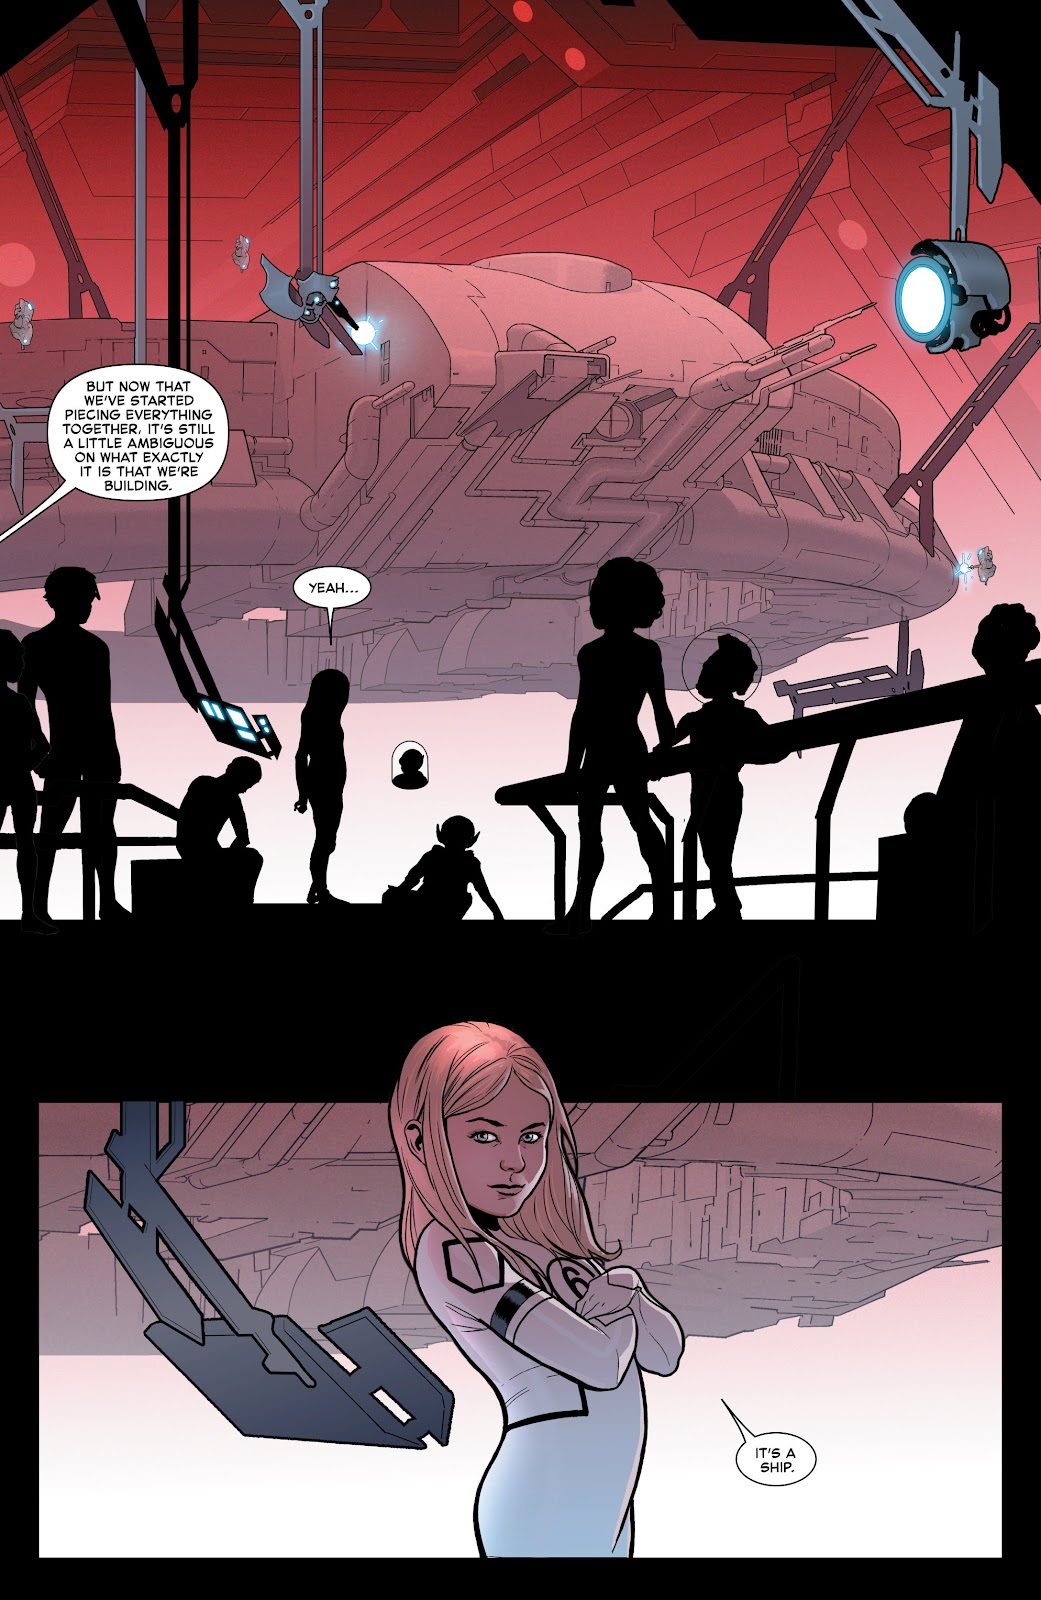 BUT NOW THAT
WE'VE STARTED
PIECING EVERYTHING
TOGETHER, IT'S STILL
A LITTLE AMBIGUOUS
ON WHAT EXACTLY
IT IS THAT WE'RE
BUILDING.
YEAH...
IT'S A
SHIP.